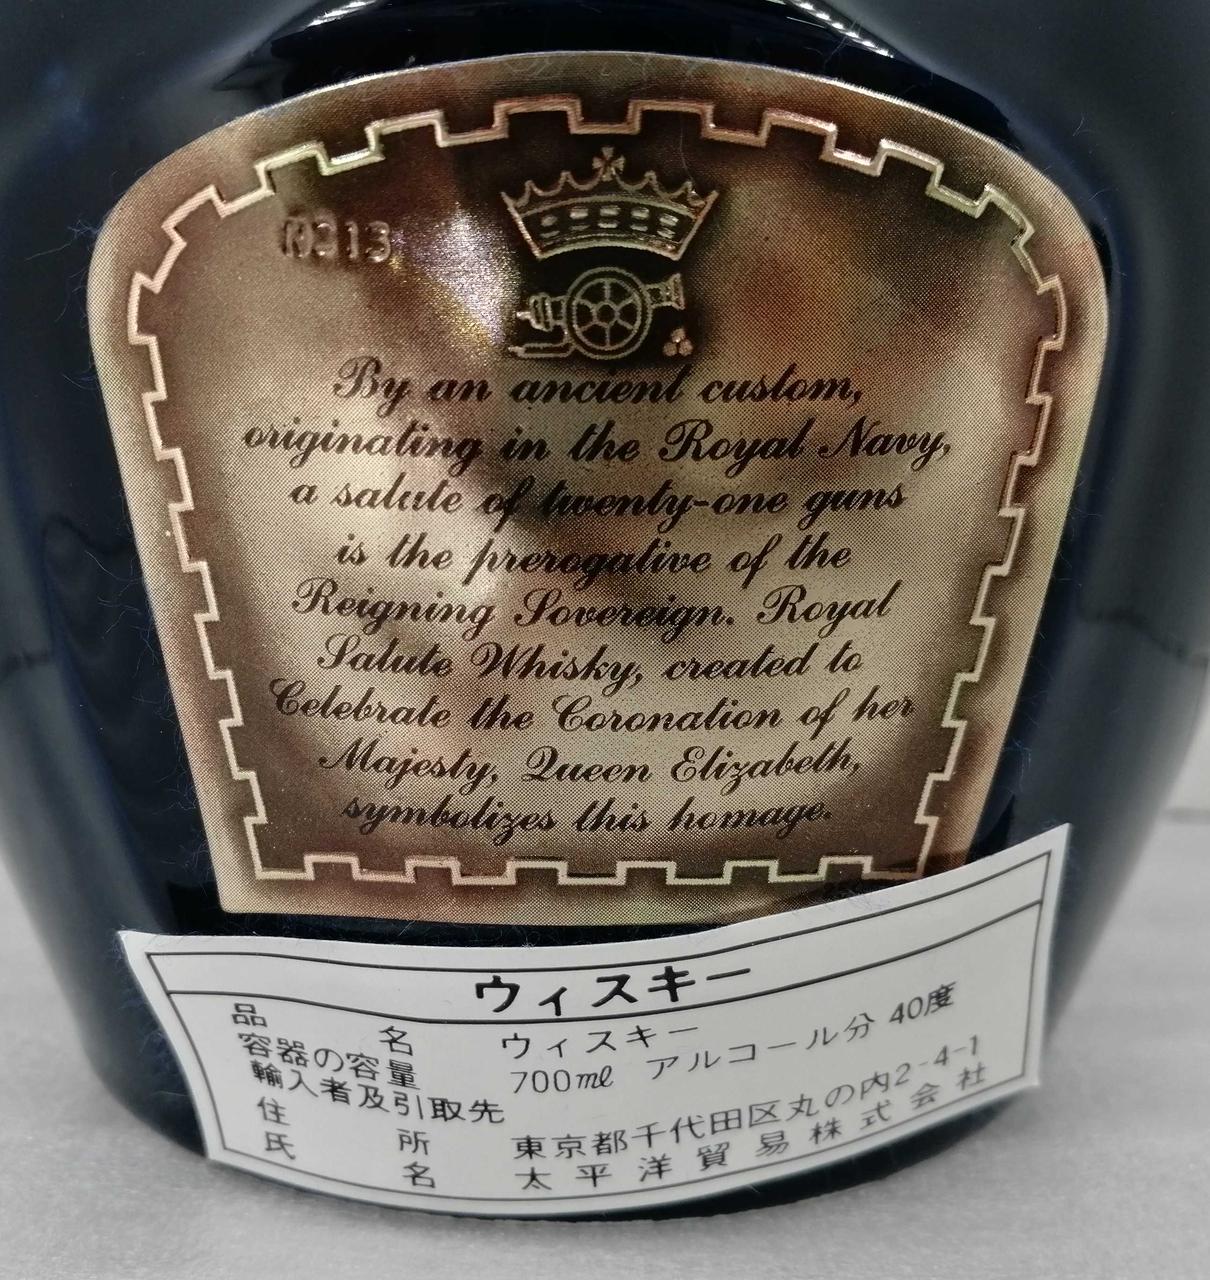 By an ancient custom,
originating in the Royal Navy,
a salute of twenty-one guns
is the prerogative of the
Reigning Sovereign. Royal
Salute Whisky, created to
Celebrate the Coronation of her
Majesty, Queen Elizabeth,
symbolizes this homage.
ウィスキー
品名 ウィスキー
容器の容量 700ml アルコール分 40度
輸入者及引取先
住所 東京都千代田区丸の内2-4-1
氏名 太平洋貿易株式会社